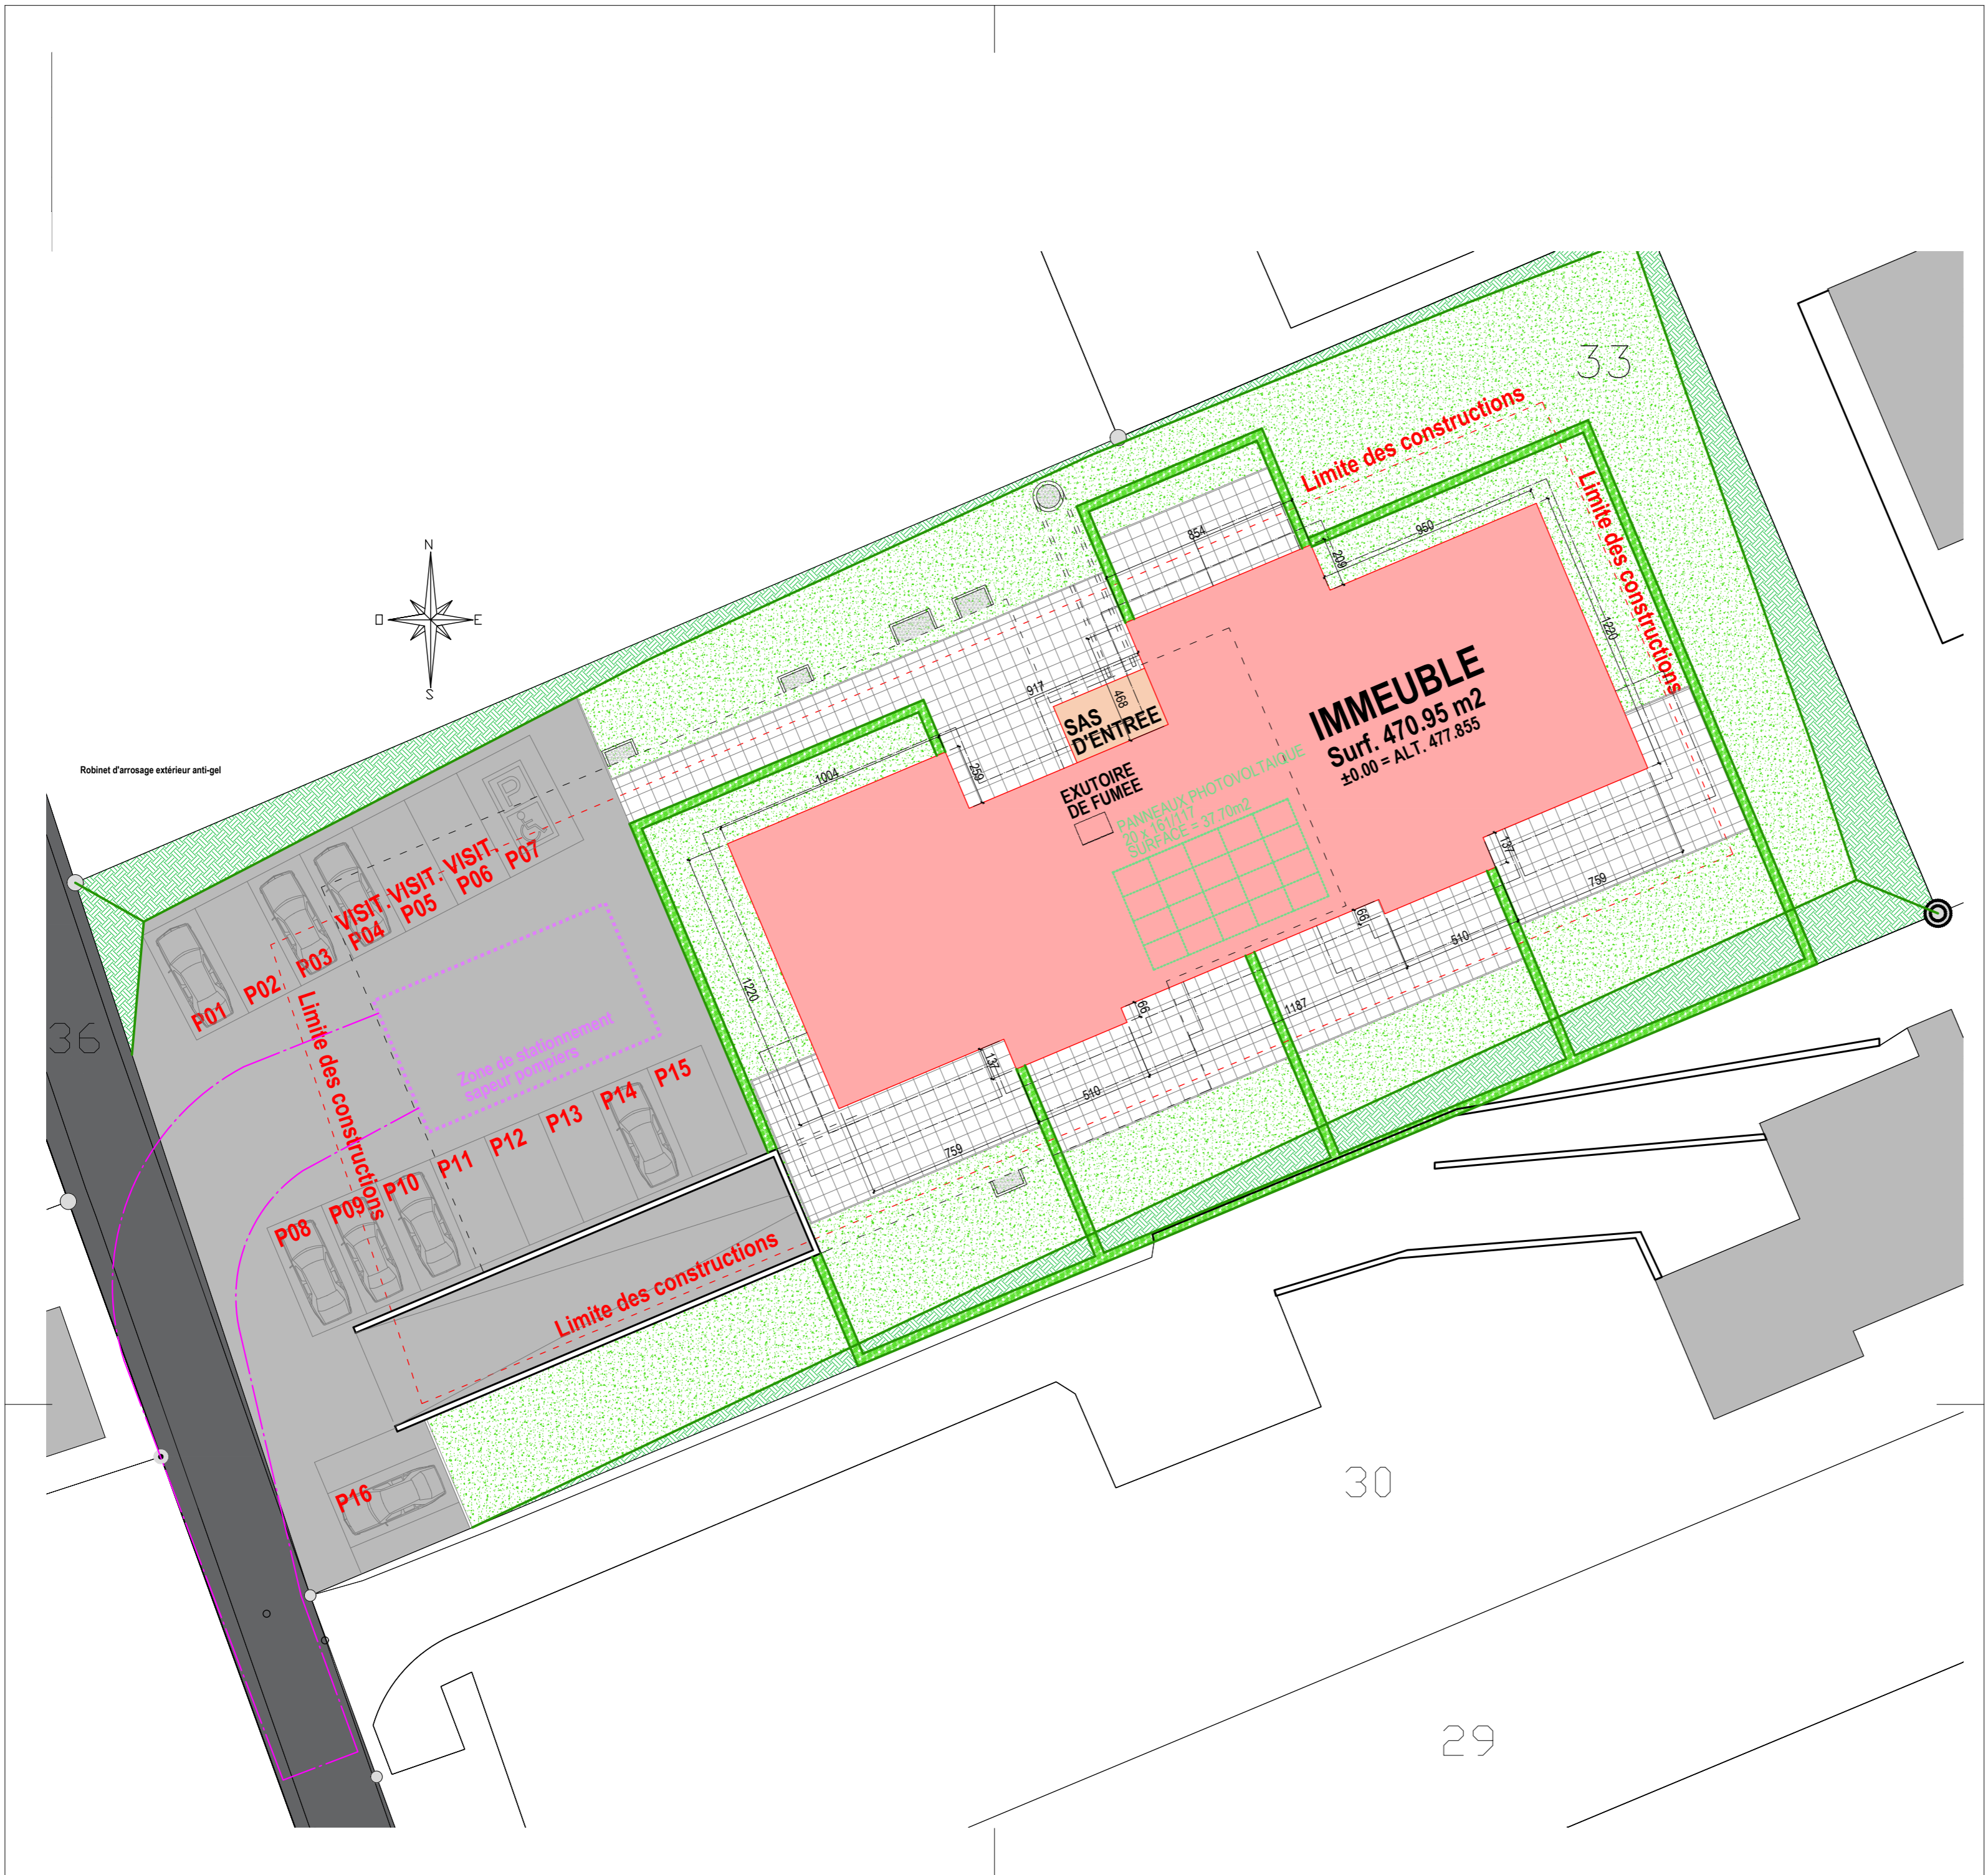 33
Limite des constructions
Limite des constructions
N
O
E
S
854
950
209
1220
917
468
SAS
D'ENTREE
IMMEUBLE
Surf. 470.95 m2
±0.00 = ALT. 477.855
Robinet d'arrosage extérieur anti-gel
1004
259
EXUTOIRE
DE FUMEE
PANNEAUX PHOTOVOLTAIQUE
20 x 161/117
SURFACE = 37.70m2
137
759
P
VISIT. VISIT. VISIT.
P01
P02
P03
P04
P05
P06
P07
66
510
1187
66
1220
137
510
759
36
Limite des constructions
Zone de stationnement
sapeur pompiers
P08
P09
P10
P11
P12
P13
P14
P15
Limite des constructions
P16
30
29